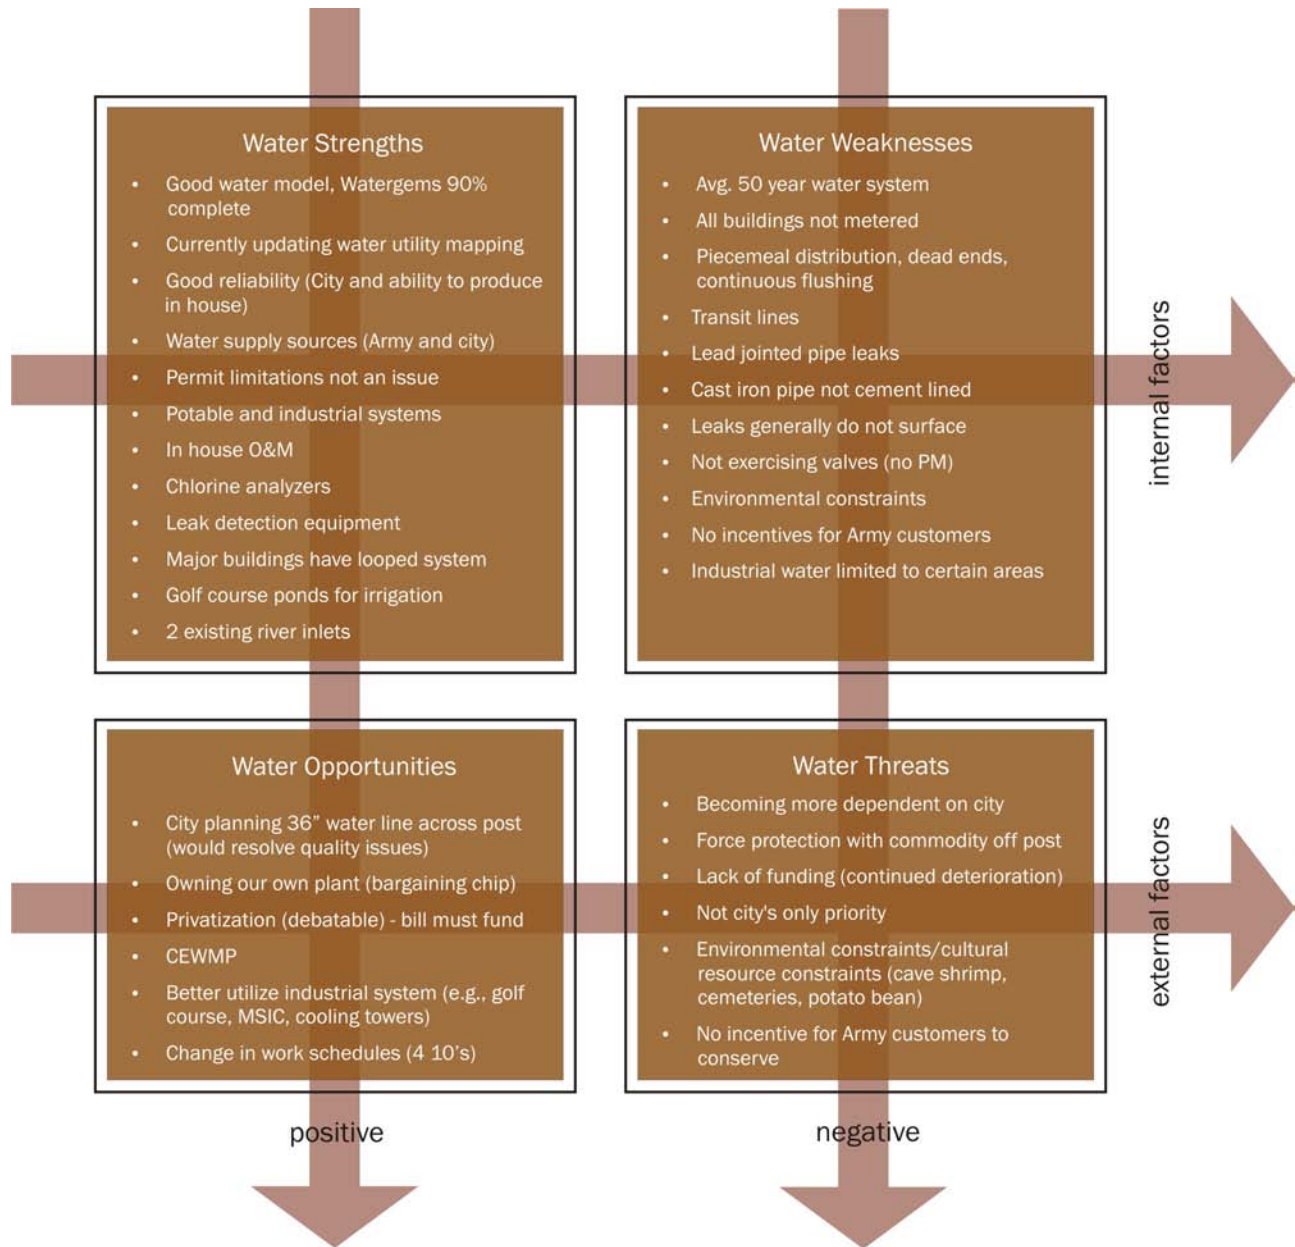 Water Strengths
• Good water model, Watergems 90%
complete
• Currently updating water utility mapping
• Good reliability (City and ability to produce
in house)
• Water supply sources (Army and city)
• Permit limitations not an issue
• Potable and industrial systems
• In house O&M
• Chlorine analyzers
• Leak detection equipment
• Major buildings have looped system
• Golf course ponds for irrigation
• 2 existing river inlets
Water Weaknesses
• Avg. 50 year water system
• All buildings not metered
• Piecemeal distribution, dead ends,
continuous flushing
• Transit lines
• Lead jointed pipe leaks
• Cast iron pipe not cement lined
• Leaks generally do not surface
• Not exercising valves (no PM)
• Environmental constraints
• No incentives for Army customers
• Industrial water limited to certain areas
internal factors
Water Opportunities
• City planning 36” water line across post
(would resolve quality issues)
• Owning our own plant (bargaining chip)
• Privatization (debatable) - bill must fund
• CEWMP
• Better utilize industrial system (e.g., golf
course, MSIC, cooling towers)
• Change in work schedules (4 10’s)
Water Threats
• Becoming more dependent on city
• Force protection with commodity off post
• Lack of funding (continued deterioration)
• Not city's only priority
• Environmental constraints/cultural
resource constraints (cave shrimp,
cemeteries, potato bean)
• No incentive for Army customers to
conserve
external factors
positive
negative